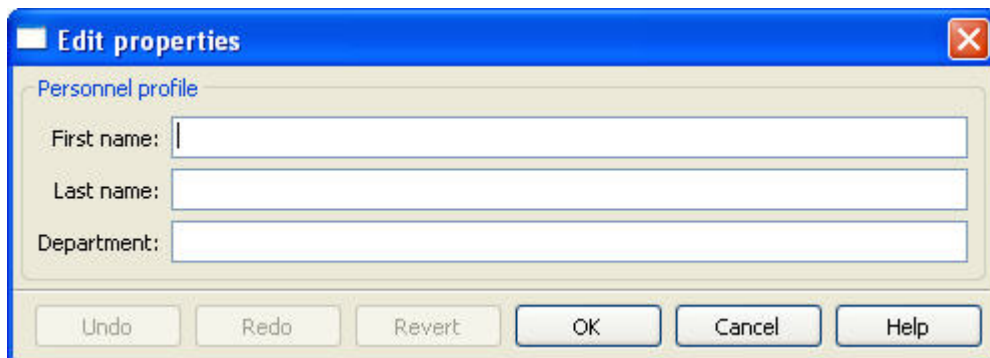 Edit properties
Personnel profile
First name:
Last name:
Department:
Undo Redo Revert OK Cancel Help